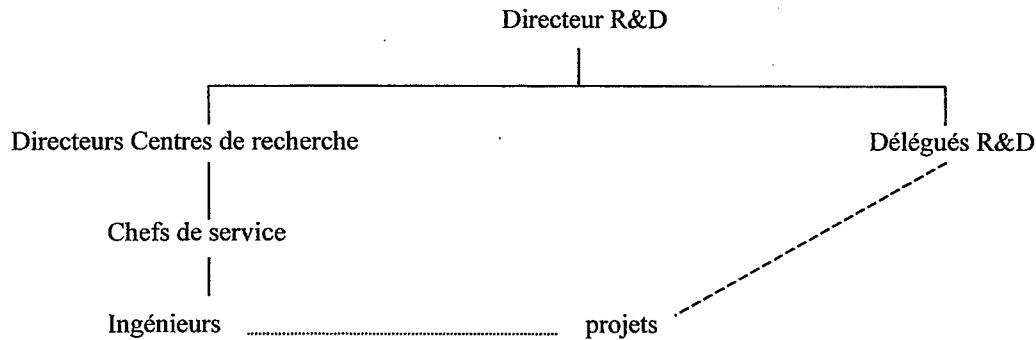 Directeur R&D
Directeurs Centres de recherche
Délégués R&D
Chefs de service
Ingénieurs
projets